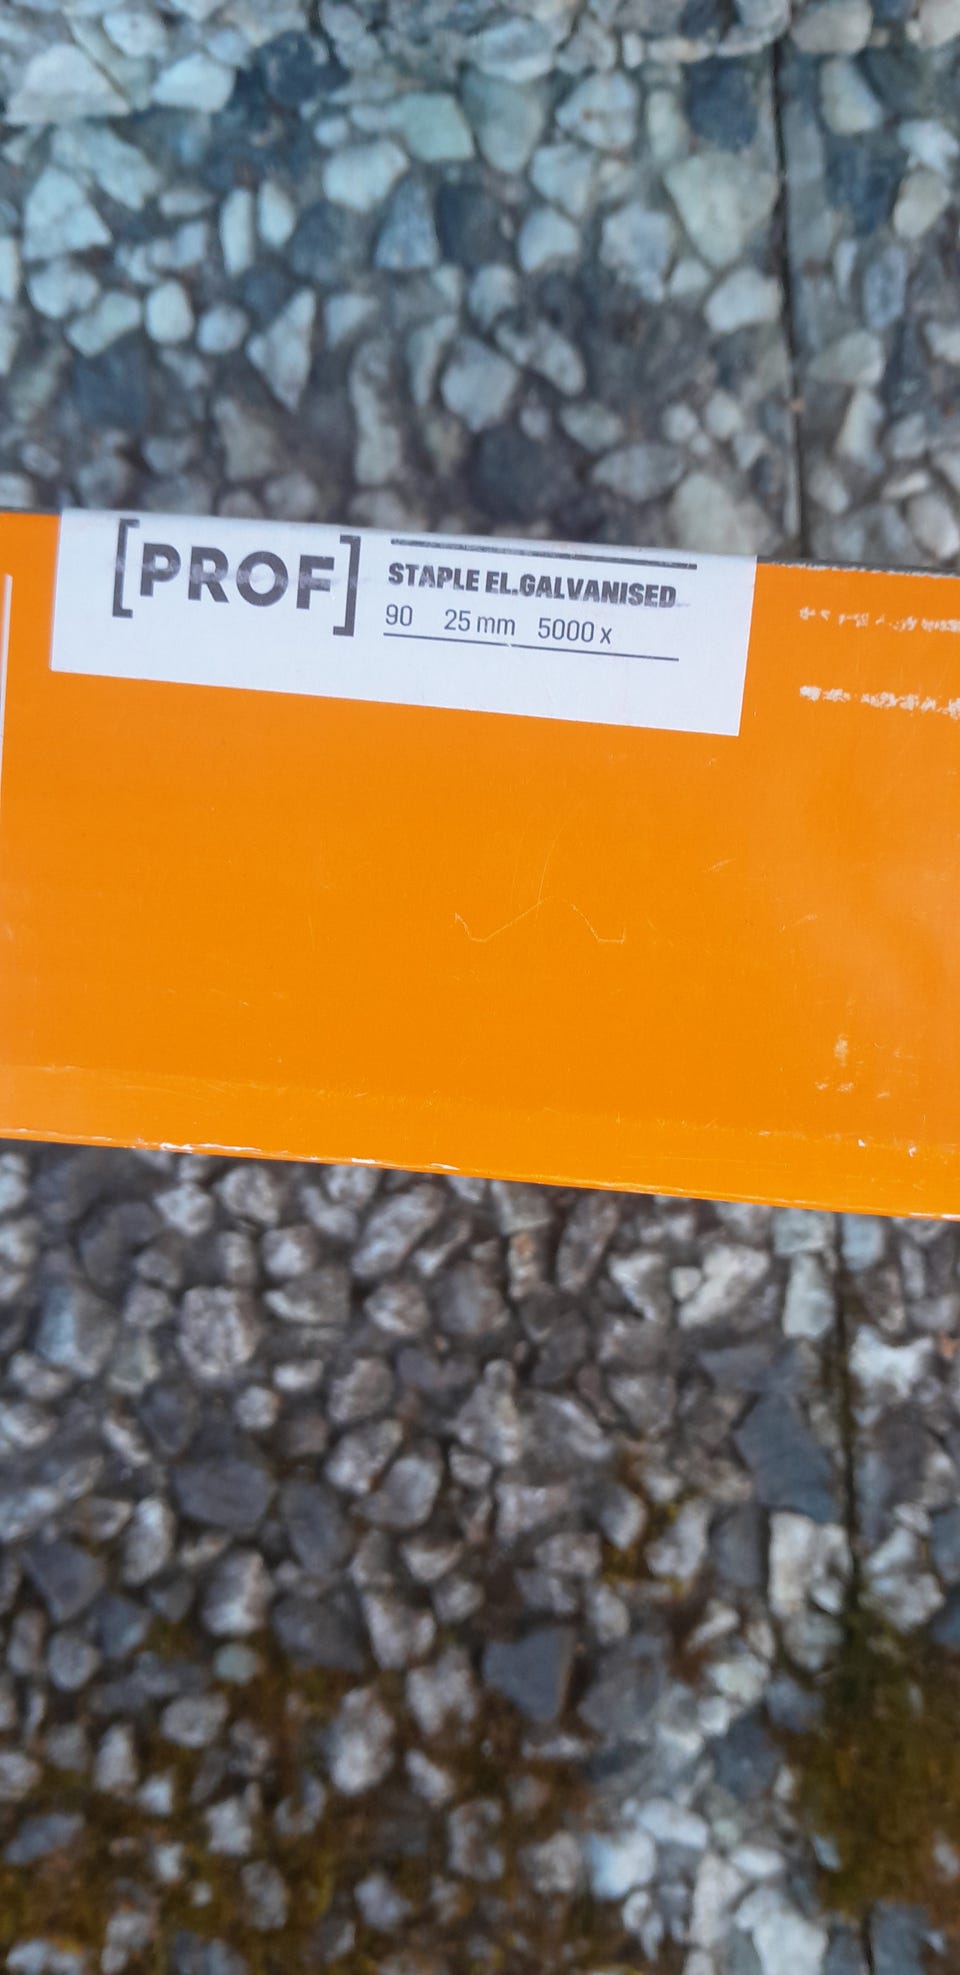 [PROF]
STAPLE EL.GALVANISED
90 25 mm 5000 x